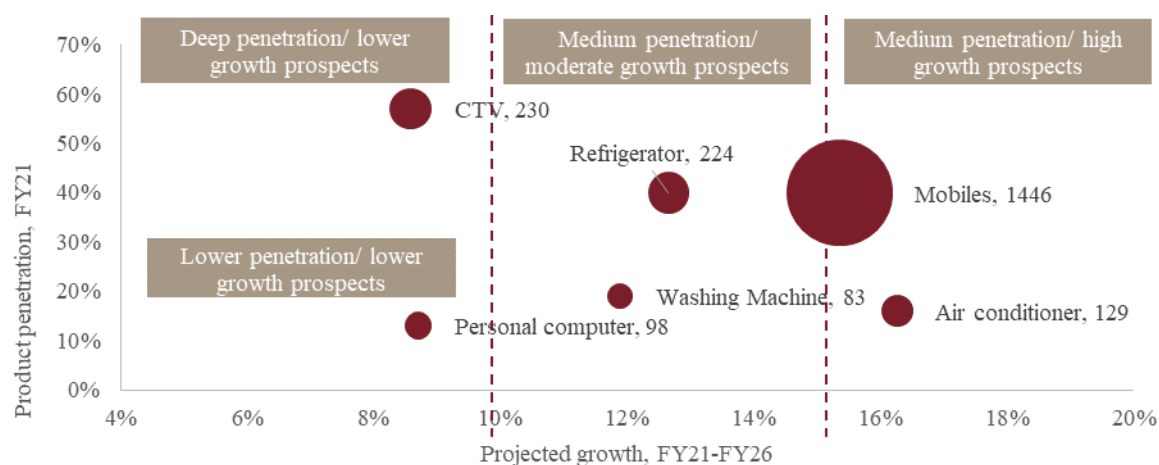 Deep penetration/ lower
growth prospects
Medium penetration/
moderate growth prospects
Medium penetration/ high
growth prospects
70%
60%
50%
40%
30%
20%
10%
0%
Product penetration, FY21
CTV, 230
Refrigerator, 224
Mobiles, 1446
Lower penetration/ lower
growth prospects
Washing Machine, 83
Air conditioner, 129
Personal computer, 98
4%
6%
8%
10%
12%
14%
16%
18%
20%
Projected growth, FY21-FY26